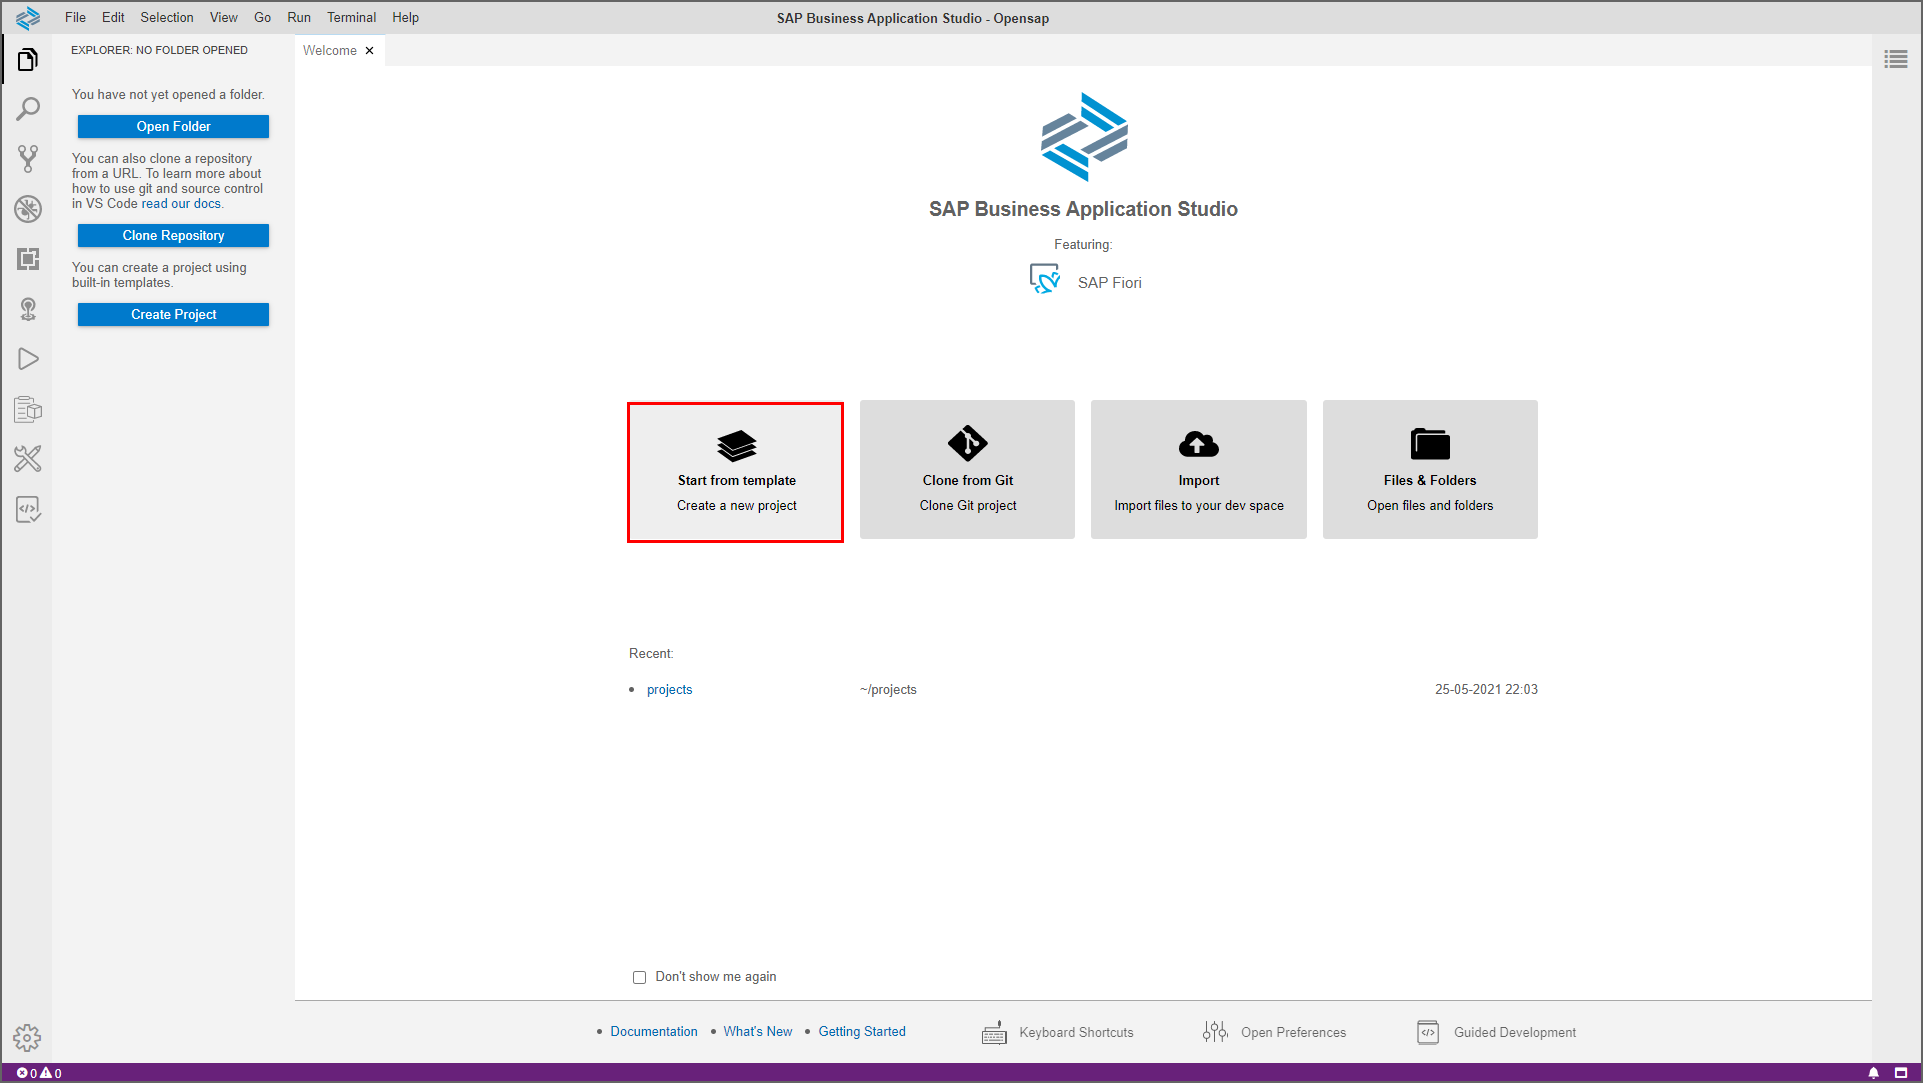 File Edit Selection View Go Run Terminal Help
SAP Business Application Studio - Opensap
EXPLORER: NO FOLDER OPENED
You have not yet opened a folder.
Open Folder
You can also clone a repository
from a URL. To learn more about
how to use git and source control
in VS Code read our docs.
Clone Repository
You can create a project using
built-in templates.
Create Project
Welcome
SAP Business Application Studio
Featuring:
SAP Fiori
Start from template
Create a new project
Clone from Git
Clone Git project
Import
Import files to your dev space
Files & Folders
Open files and folders
Recent:
projects ~/projects 25-05-2021 22:03
Don't show me again
Documentation What's New Getting Started Keyboard Shortcuts Open Preferences Guided Development
0 0